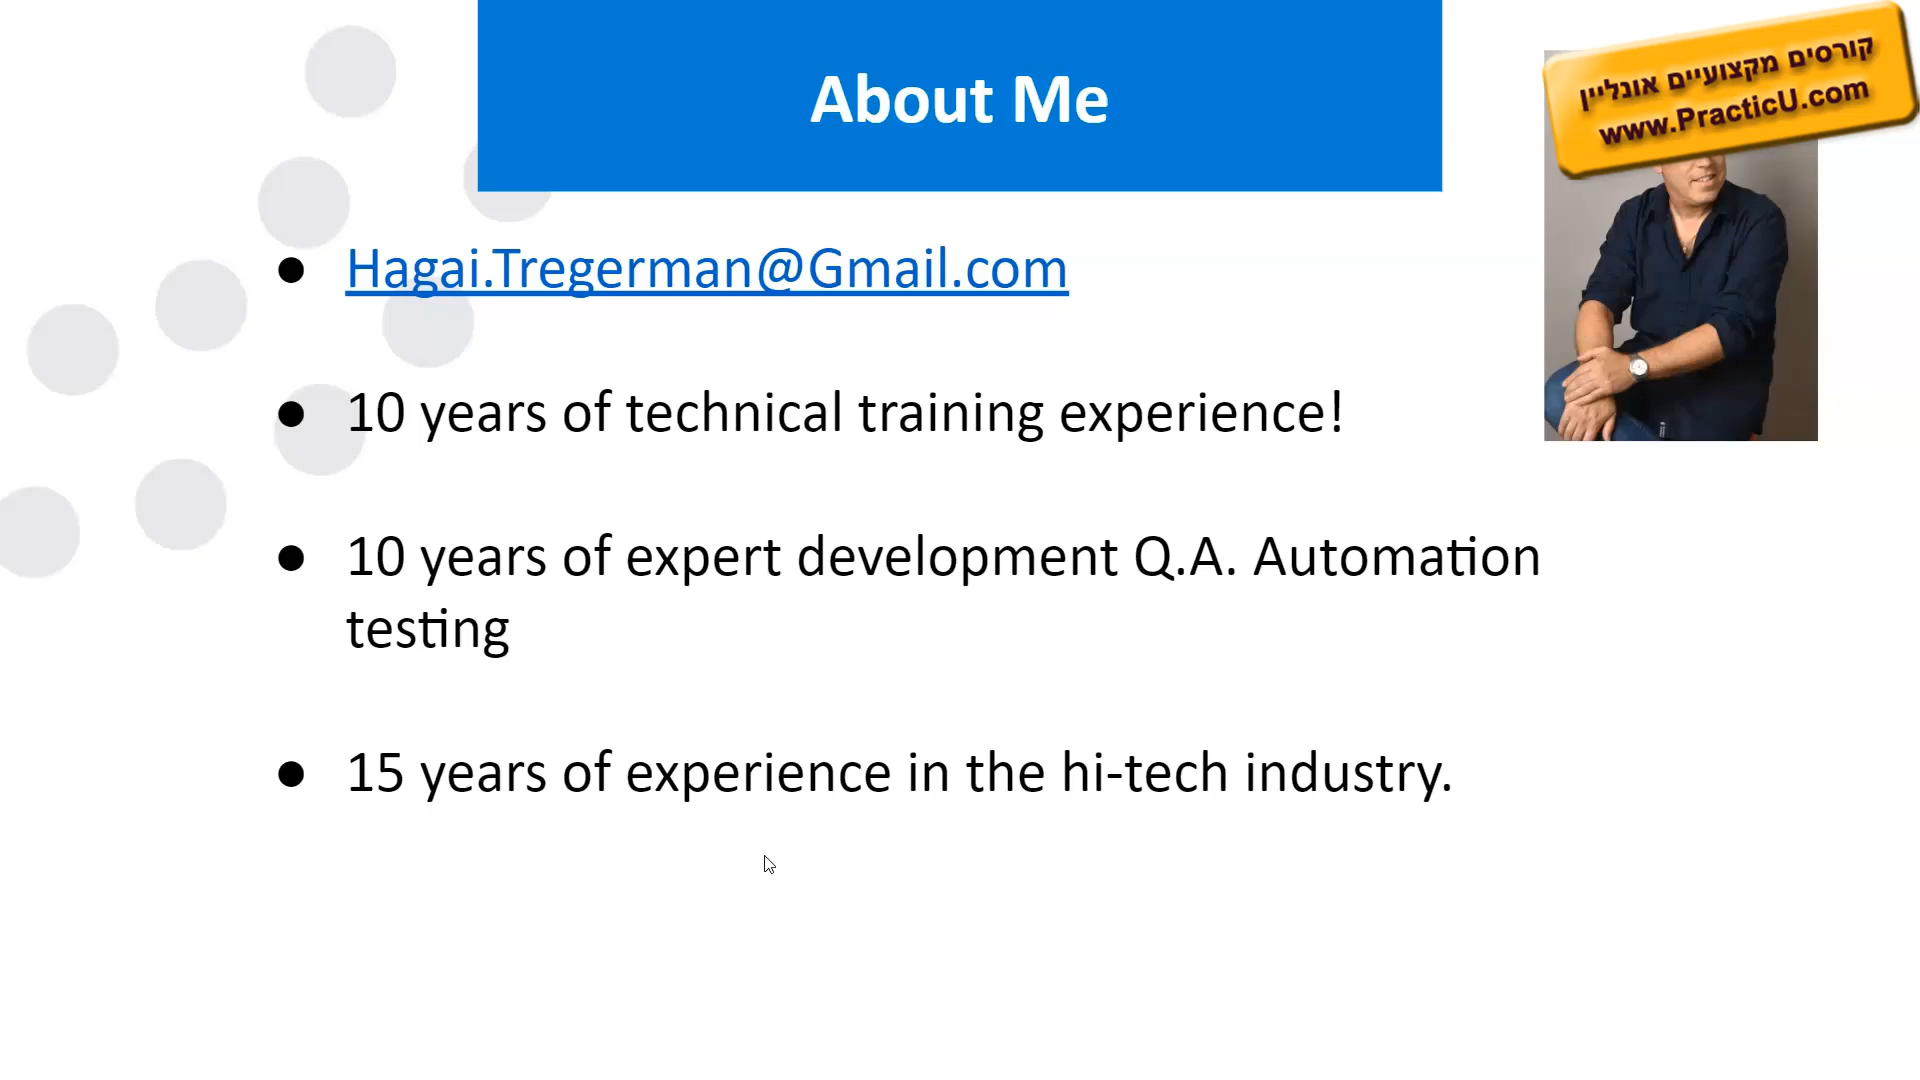 About Me
קורסים מקצועיים אונליין
www.PracticU.com
● Hagai.Tregerman@Gmail.com
● 10 years of technical training experience!
● 10 years of expert development Q.A. Automation
testing
● 15 years of experience in the hi-tech industry.